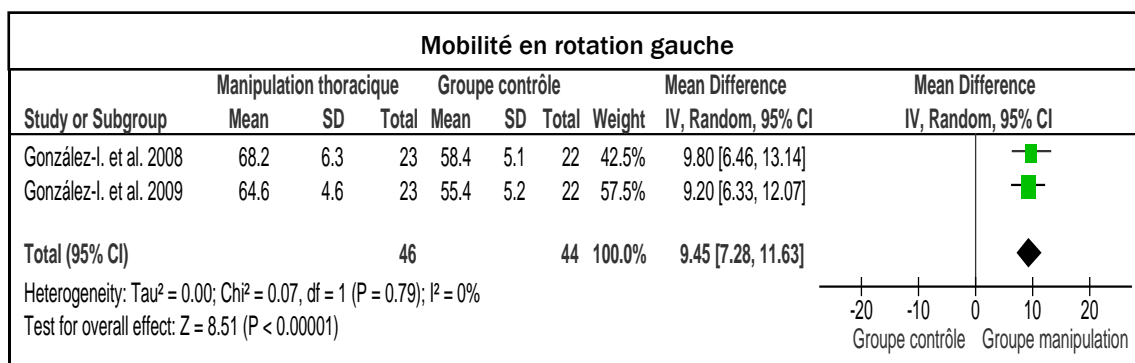 Mobilité en rotation gauche
Manipulation thoracique Groupe contrôle Mean Difference Mean Difference
Study or Subgroup Mean SD Total Mean SD Total Weight IV, Random, 95% CI IV, Random, 95% CI
González-I. et al. 2008 68.2 6.3 23 58.4 5.1 22 42.5% 9.80 [6.46, 13.14]
González-I. et al. 2009 64.6 4.6 23 55.4 5.2 22 57.5% 9.20 [6.33, 12.07]
Total (95% CI) 46 44 100.0% 9.45 [7.28, 11.63]
Heterogeneity: Tau² = 0.00; Chi² = 0.07, df = 1 (P = 0.79); I² = 0%
Test for overall effect: Z = 8.51 (P < 0.00001)
-20 -10 0 10 20
Groupe contrôle Groupe manipulation